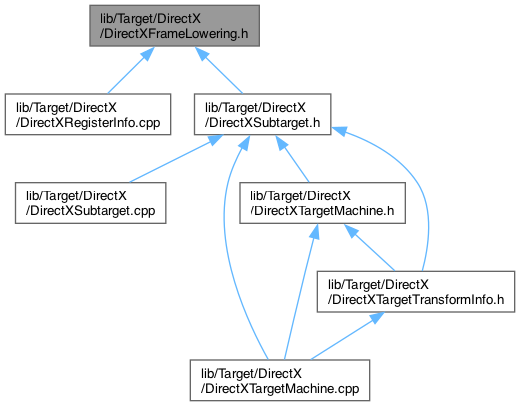 lib/Target/DirectX
/DirectXFrameLowering.h
lib/Target/DirectX
/DirectXRegisterInfo.cpp
lib/Target/DirectX
/DirectXSubtarget.h
lib/Target/DirectX
/DirectXSubtarget.cpp
lib/Target/DirectX
/DirectXTargetMachine.h
lib/Target/DirectX
/DirectXTargetTransformInfo.h
lib/Target/DirectX
/DirectXTargetMachine.cpp